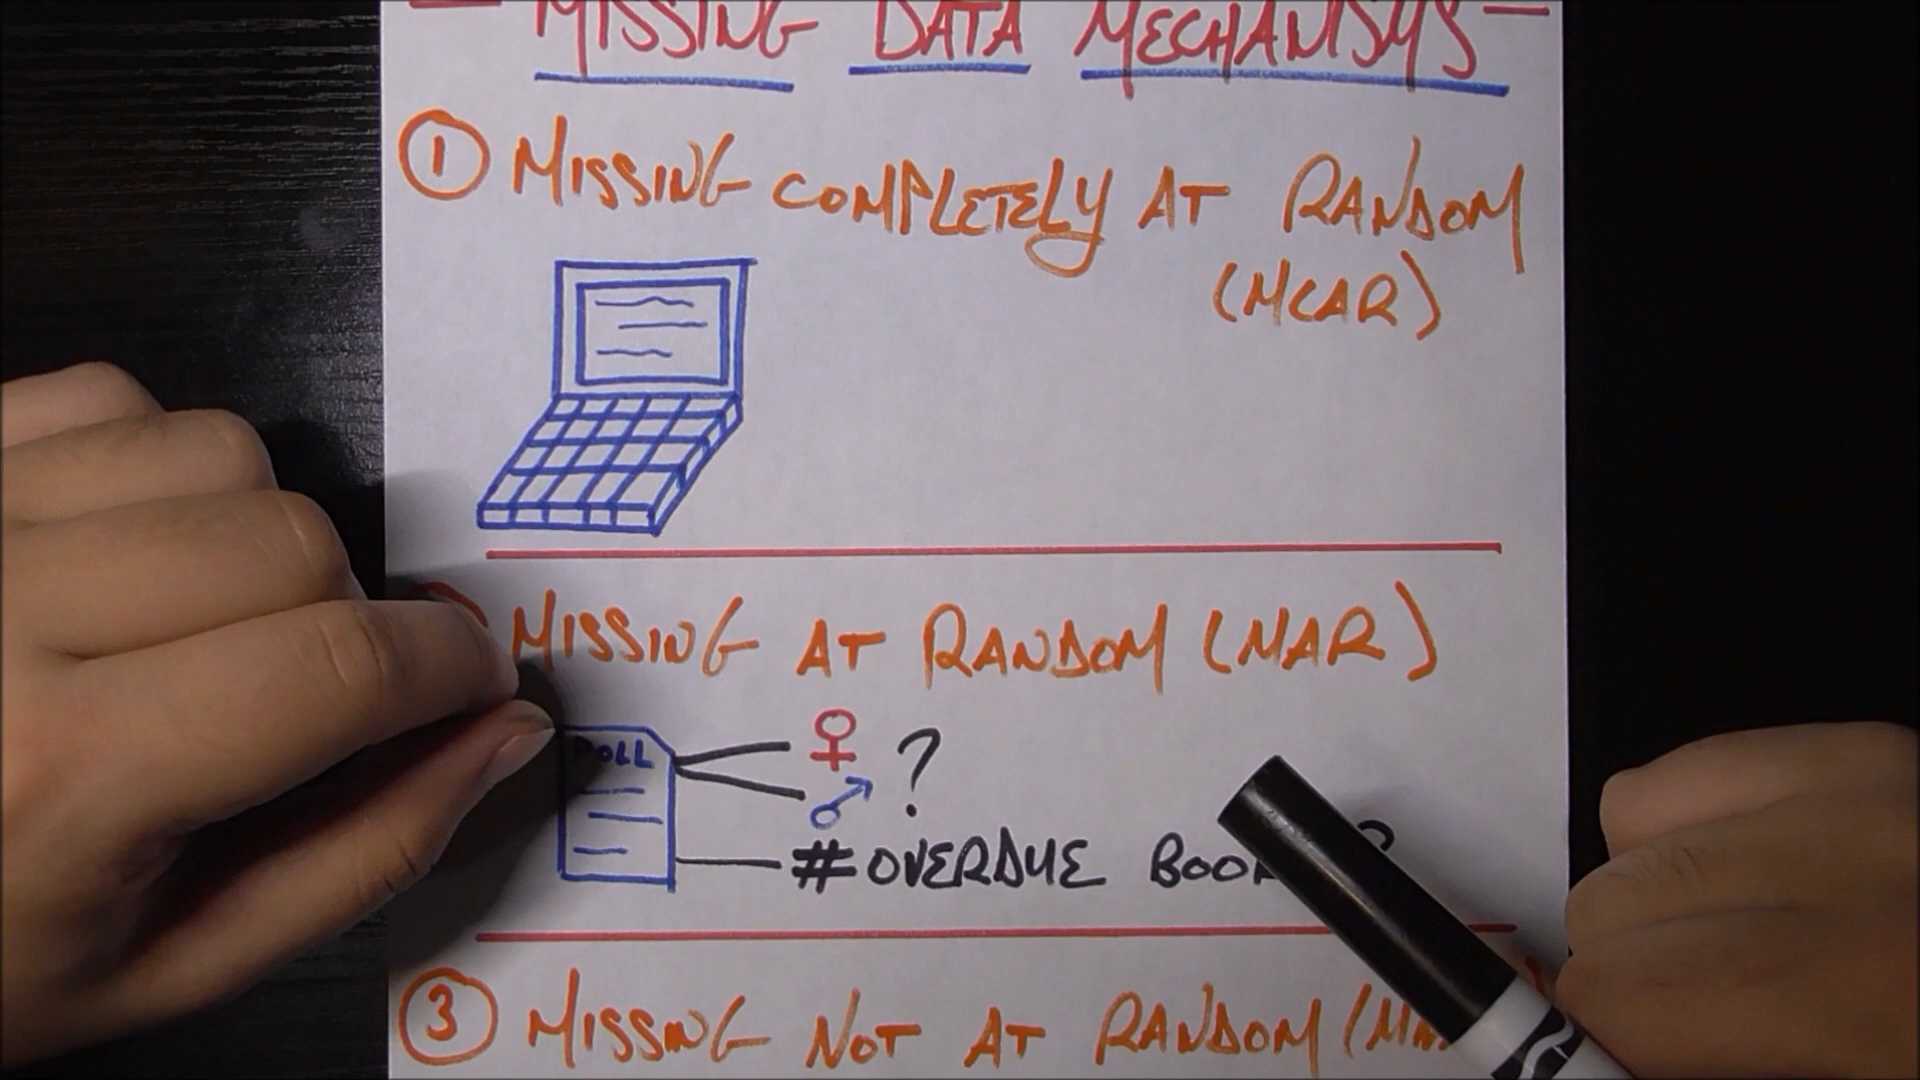 MISSING DATA MECHANISMS
① MISSING COMPLETELY AT RANDOM
(MCAR)
MISSING AT RANDOM (MAR)
POLL
♀
♂ ?
#OVERDUE
③ MISSING NOT AT RANDOM